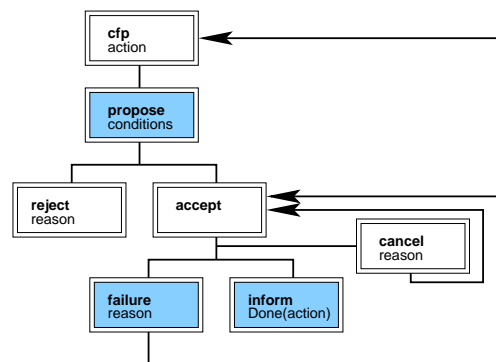 cfp
action
propose
conditions
reject
reason
accept
cancel
reason
failure
reason
inform
Done(action)